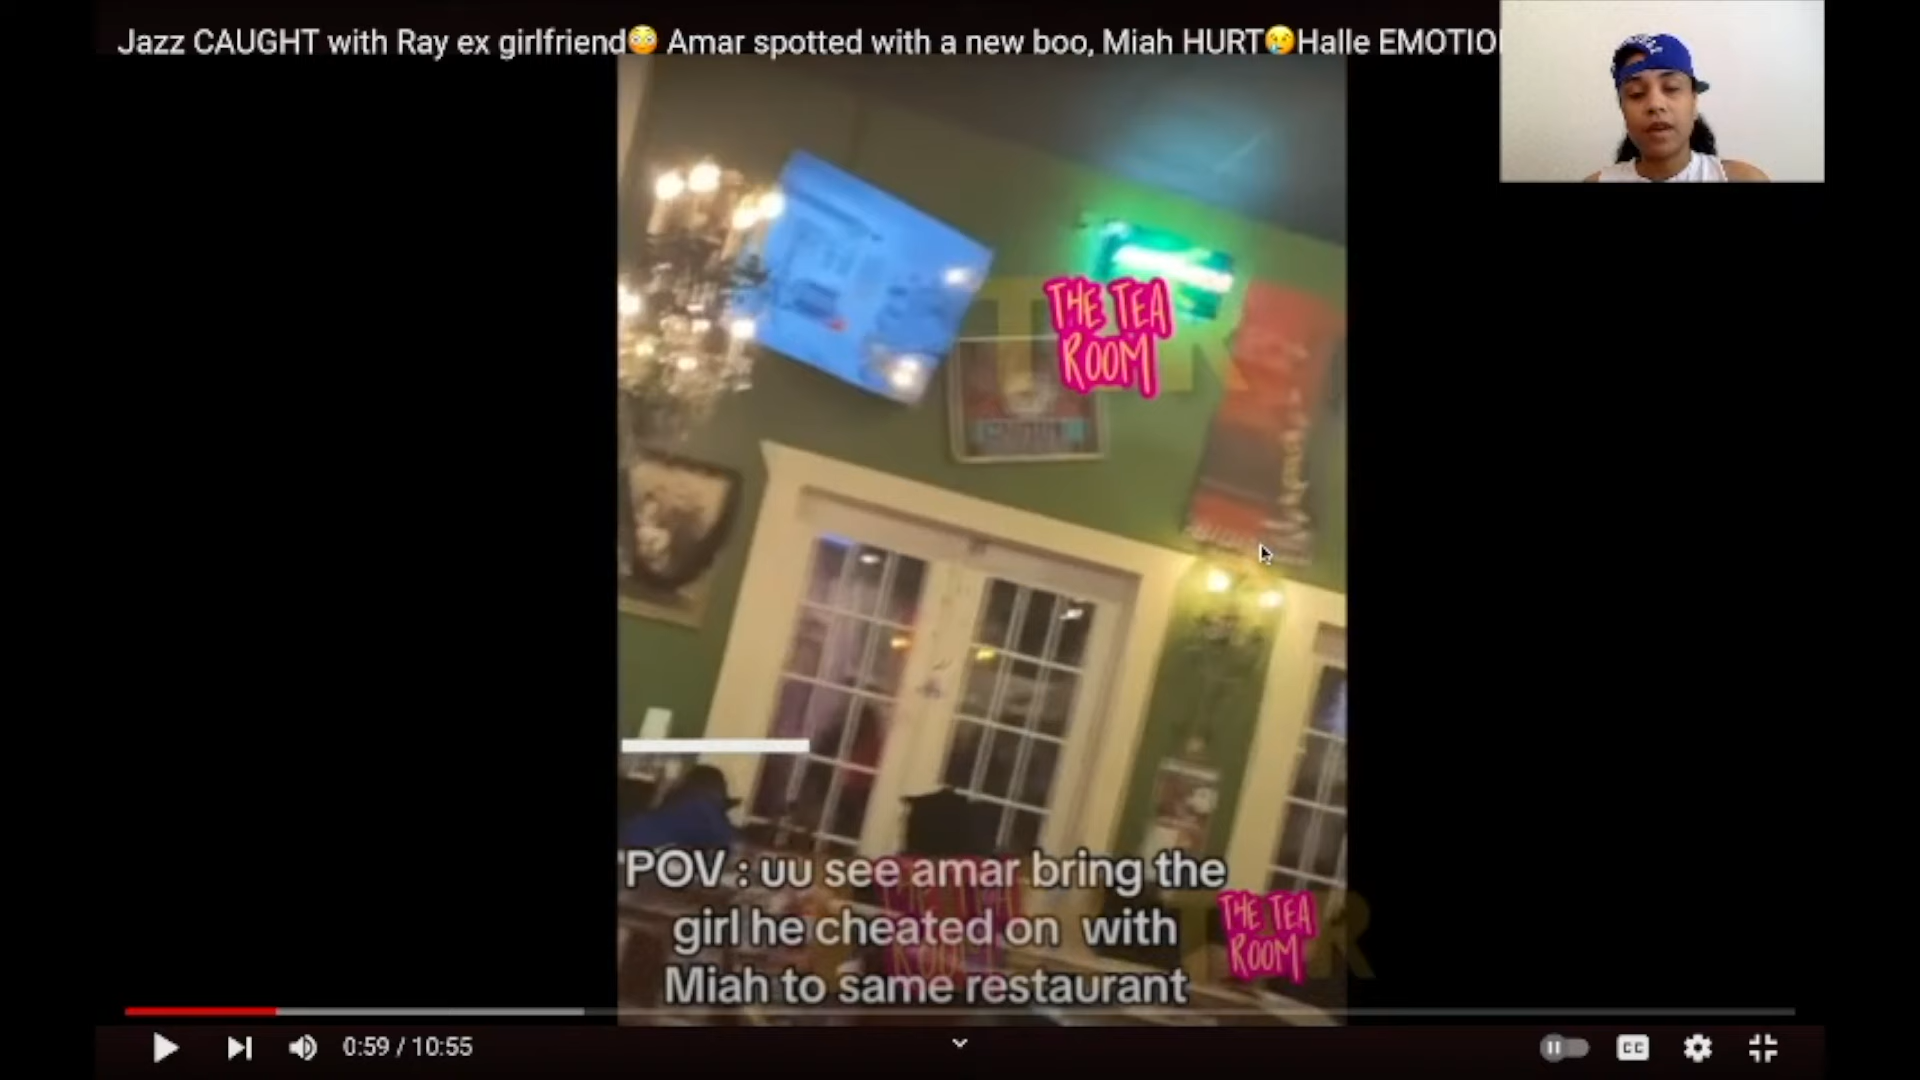 Jazz CAUGHT with Ray ex girlfriend😳 Amar spotted with a new boo, Miah HURT😢Halle EMOTIO
THE TEA
ROOM
'POV : uu see amar bring the
girl he cheated on with
Miah to same restaurant
THE TEA
ROOM
0:59 / 10:55
CC